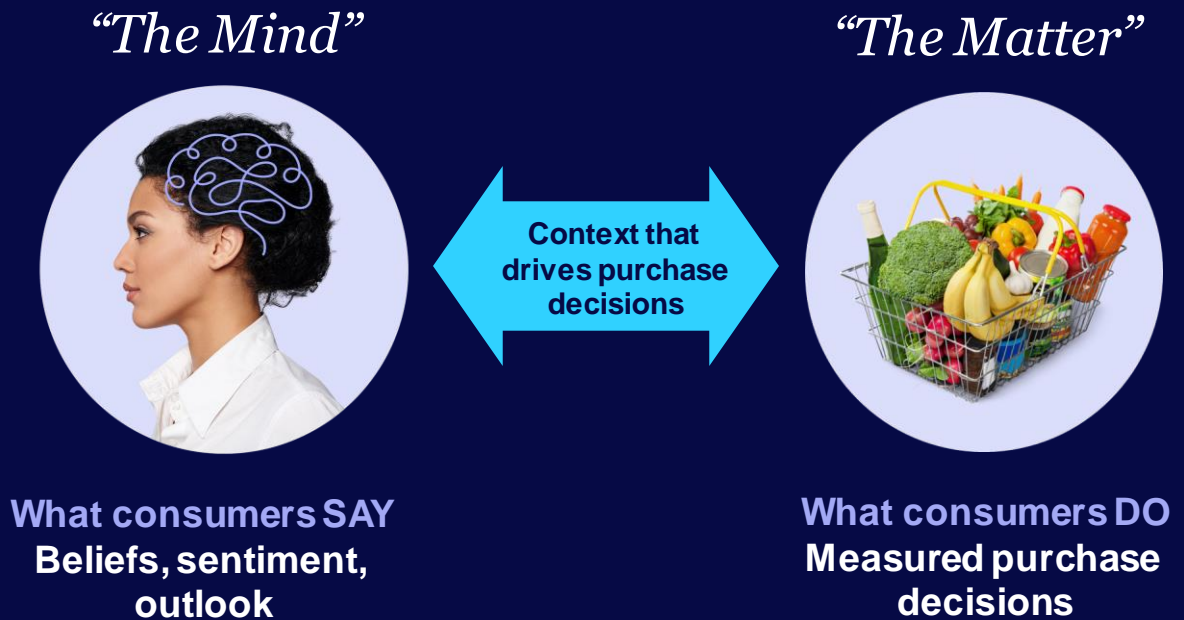 “The Mind”
“The Matter”
Context that
drives purchase
decisions
What consumers SAY
Beliefs, sentiment,
outlook
What consumers DO
Measured purchase
decisions